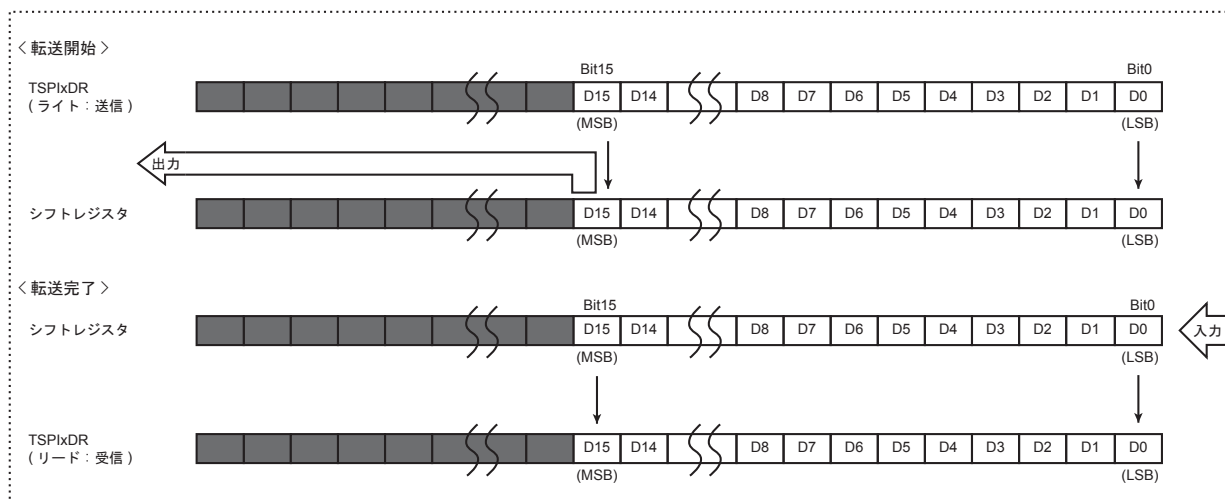 < 転送開始 >
Bit15 Bit0
TSPIxDR
( ライト : 送信 )
D15 D14 D8 D7 D6 D5 D4 D3 D2 D1 D0
(MSB) (LSB)
出力
シフトレジスタ
D15 D14 D8 D7 D6 D5 D4 D3 D2 D1 D0
(MSB) (LSB)
< 転送完了 >
Bit15 Bit0
シフトレジスタ
D15 D14 D8 D7 D6 D5 D4 D3 D2 D1 D0
入力
(MSB) (LSB)
TSPIxDR
( リード : 受信 )
D15 D14 D8 D7 D6 D5 D4 D3 D2 D1 D0
(MSB) (LSB)